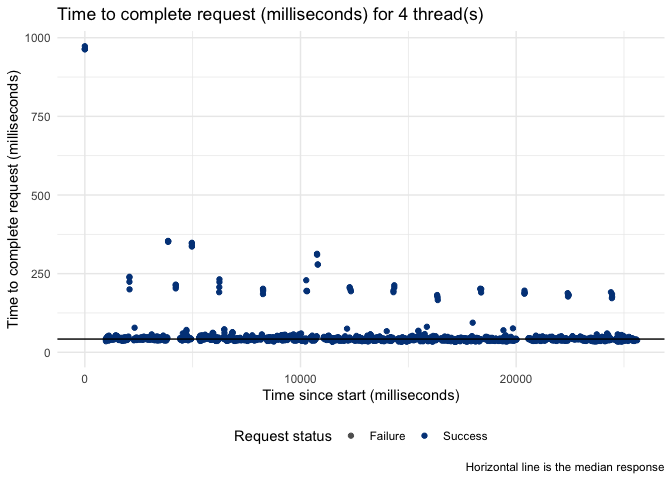 Time to complete request (milliseconds) for 4 thread(s)
Time to complete request (milliseconds)
1000
750
500
250
0
0
10000
20000
Time since start (milliseconds)
Request status
Failure
Success
Horizontal line is the median response